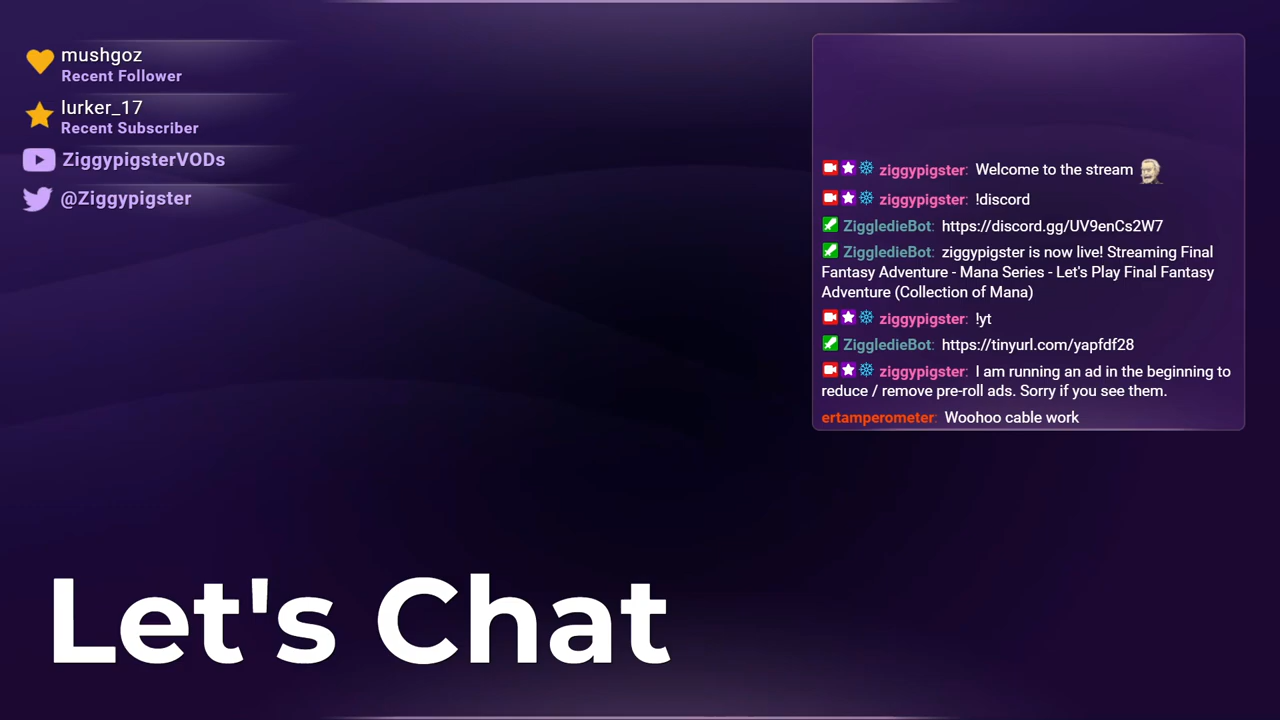 mushgoz
Recent Follower
lurker_17
Recent Subscriber
ZiggypigsterVODs
@Ziggypigster
ziggypigster: Welcome to the stream
ziggypigster: !discord
ZiggledieBot: https://discord.gg/UV9enCs2W7
ZiggledieBot: ziggypigster is now live! Streaming Final
Fantasy Adventure - Mana Series - Let's Play Final Fantasy
Adventure (Collection of Mana)
ziggypigster: !yt
ZiggledieBot: https://tinyurl.com/yapfdf28
ziggypigster: I am running an ad in the beginning to
reduce / remove pre-roll ads. Sorry if you see them.
ertamperometer: Woohoo cable work
Let's Chat